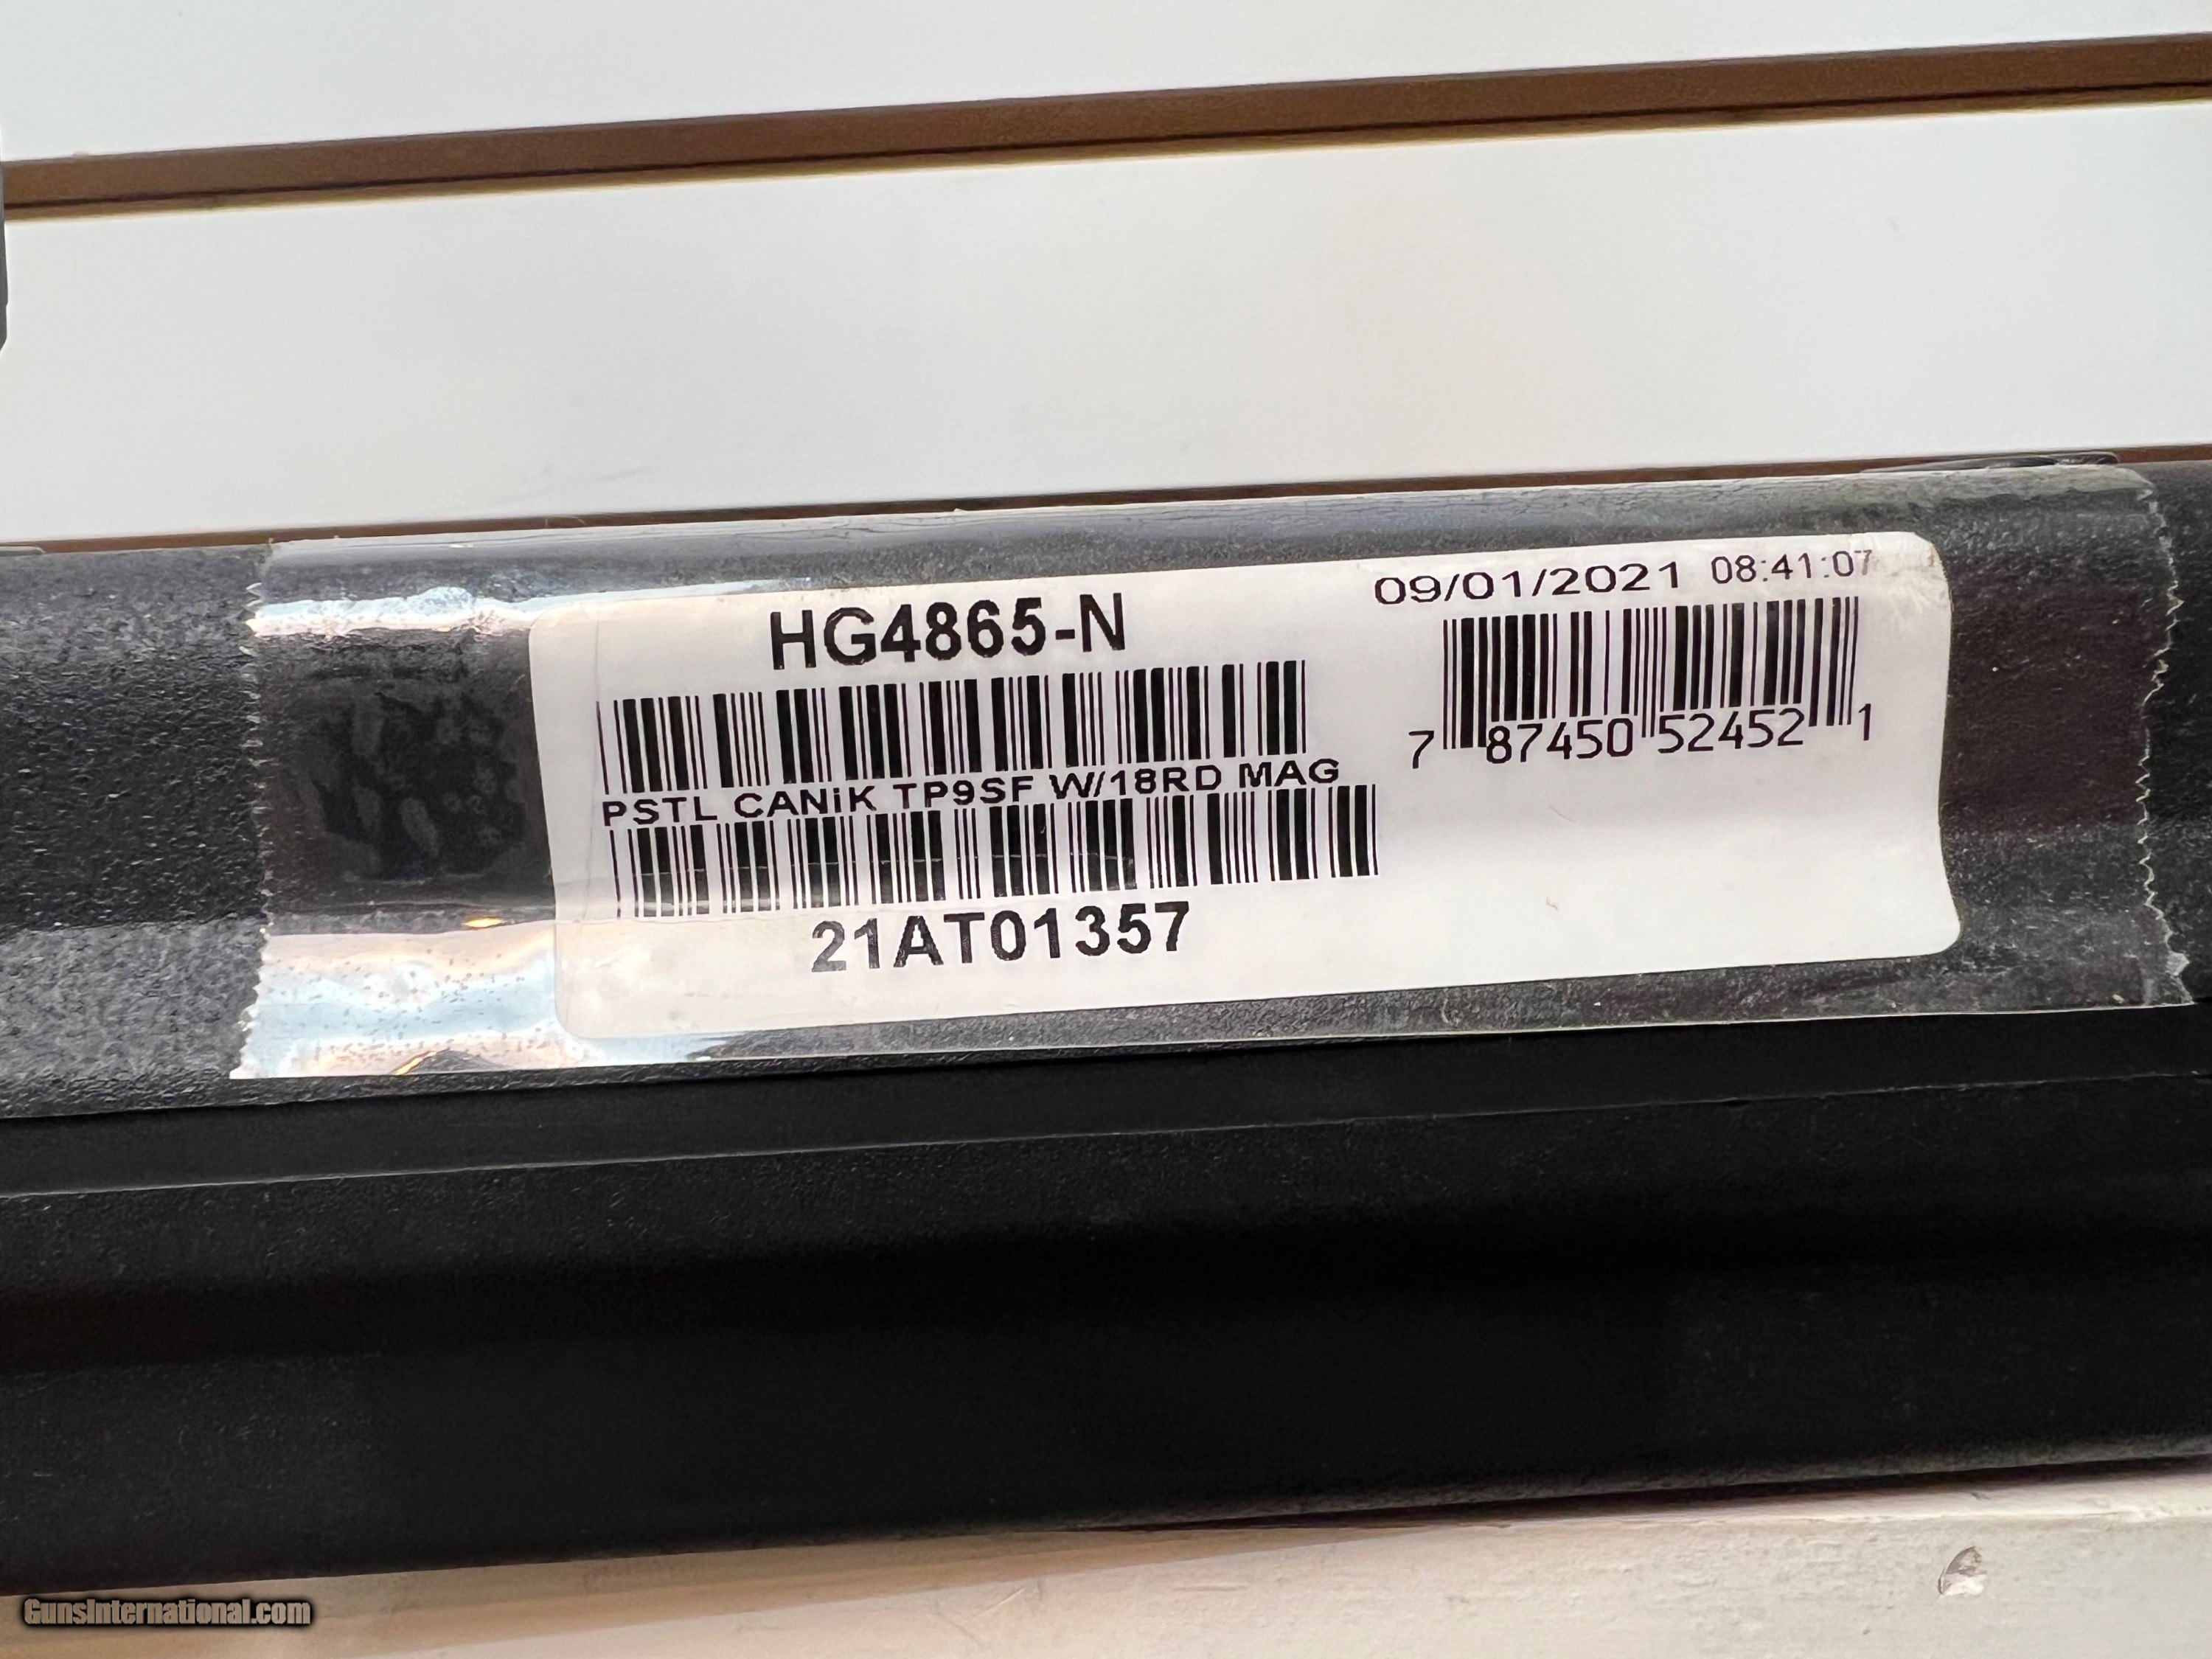 HG4865-N
09/01/2021 08:41:07
7 87450 52452 1
PSTL CANiK TP9SF W/18RD MAG
21AT01357
GunsInternational.com